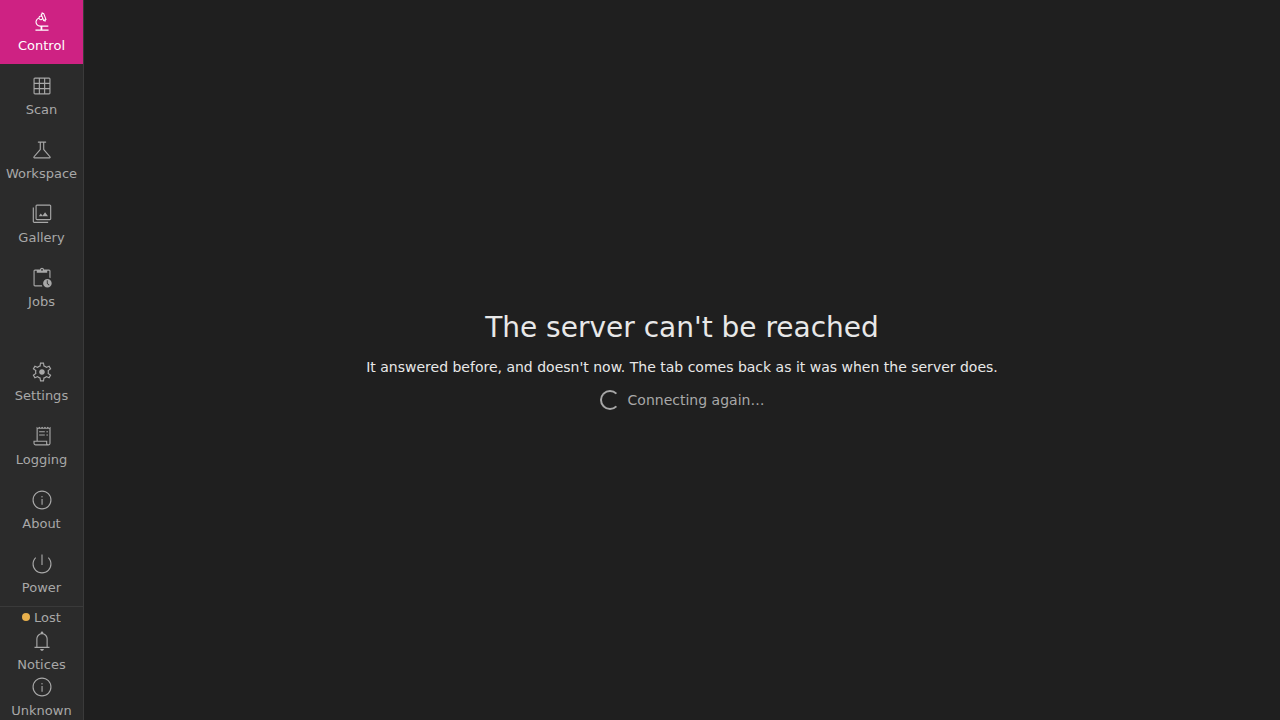 Control
Scan
Workspace
Gallery
Jobs
Settings
Logging
About
Power
Lost
Notices
Unknown
The server can't be reached
It answered before, and doesn't now. The tab comes back as it was when the server does.
Connecting again…